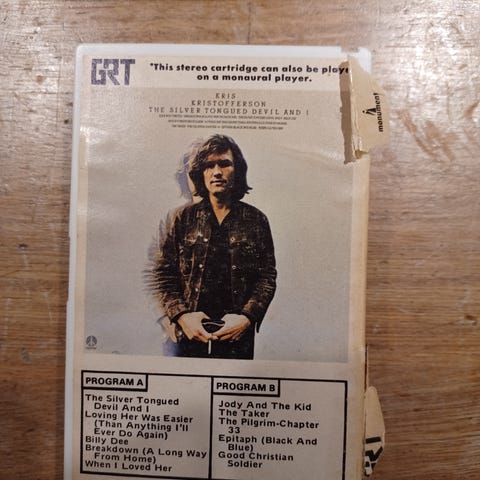 GRT
*This stereo cartridge can also be playe
on a monaural player.
KRIS
KRISTOFFERSON
THE SILVER TONGUED DEVIL AND I
monument
PROGRAM A
The Silver Tongued
Devil And I
Loving Her Was Easier
(Than Anything I'll
Ever Do Again)
Billy Dee
Breakdown (A Long Way
From Home)
When I Loved Her
PROGRAM B
Jody And The Kid
The Taker
The Pilgrim-Chapter
33
Epitaph (Black And
Blue)
Good Christian
Soldier
RT